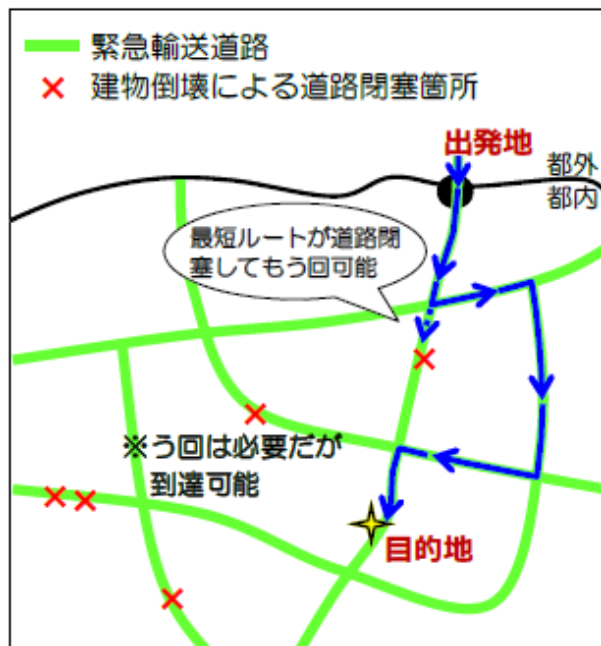 緊急輸送道路
建物倒壊による道路閉塞箇所
出発地
都外
都内
最短ルートが道路閉
塞してもう回可能
※う回は必要だが
到達可能
目的地